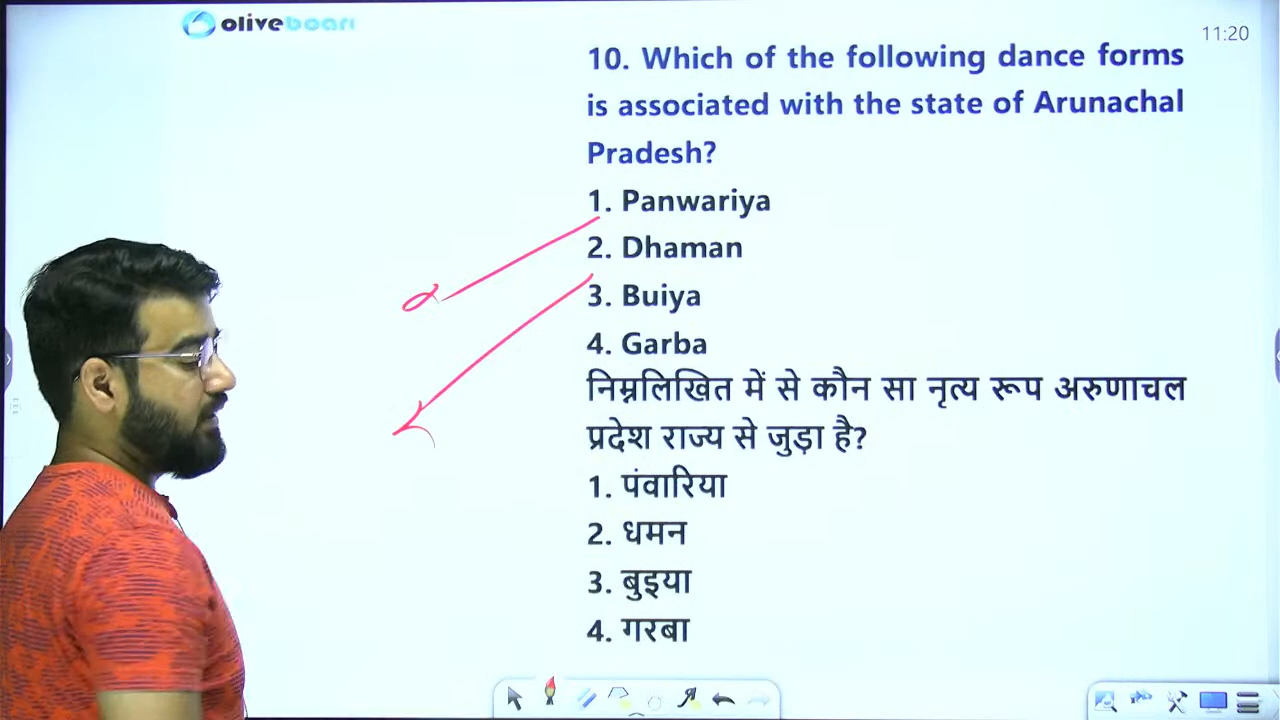 oliveboard
11:20
10. Which of the following dance forms
is associated with the state of Arunachal
Pradesh?
1. Panwariya
2. Dhaman
3. Buiya
4. Garba
निम्नलिखित में से कौन सा नृत्य रूप अरुणाचल
प्रदेश राज्य से जुड़ा है?
1. पंवारिया
2. धमन
3. बुइया
4. गरबा